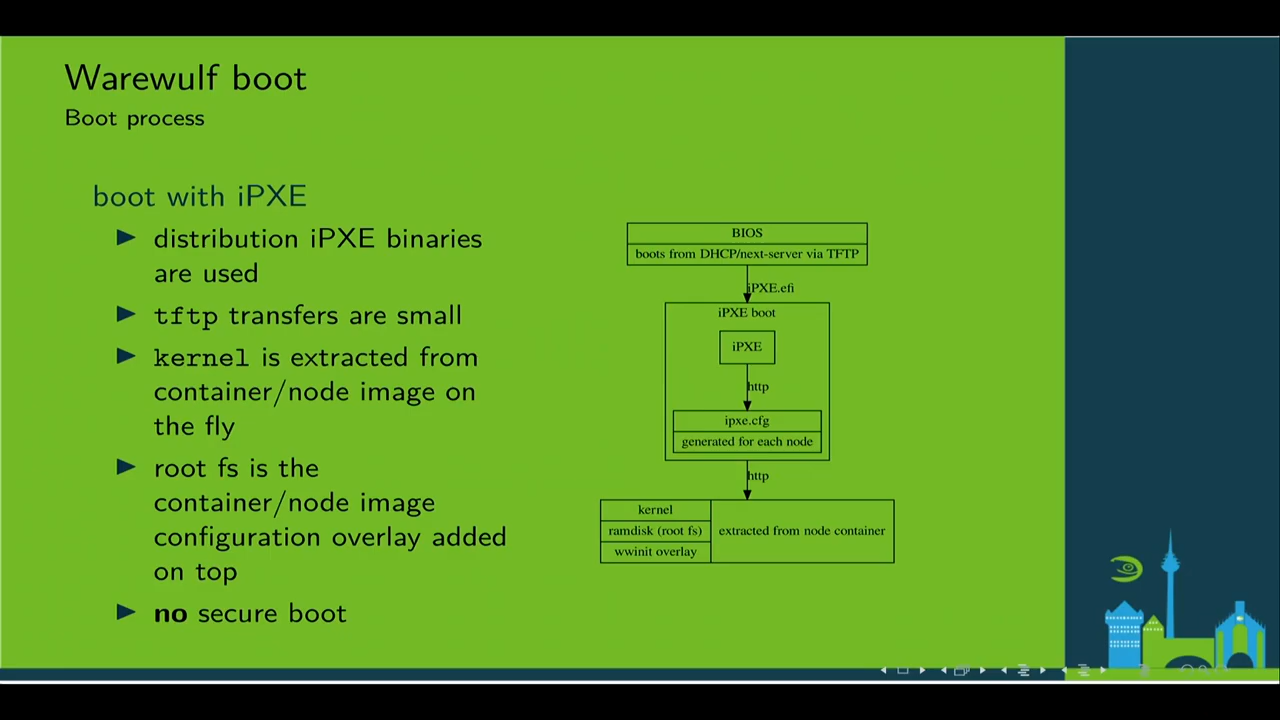 Warewulf boot
Boot process
boot with iPXE
distribution iPXE binaries
are used
tftp transfers are small
kernel is extracted from
container/node image on
the fly
root fs is the
container/node image
configuration overlay added
on top
no secure boot
BIOS
boots from DHCP/next-server via TFTP
iPXE.efi
iPXE boot
iPXE
http
ipxe.cfg
generated for each node
http
kernel
ramdisk (root fs)
wwinit overlay
extracted from node container